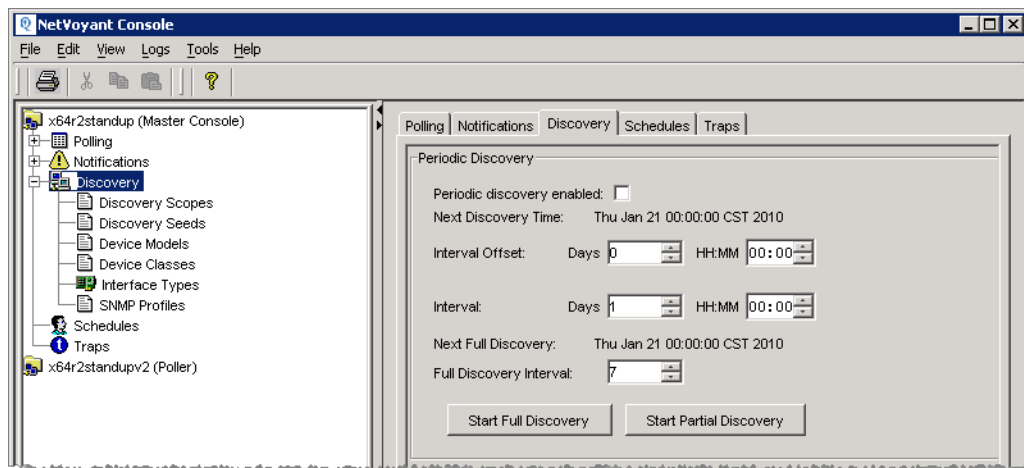 NetVoyant Console
File Edit View Logs Tools Help
x64r2standup (Master Console)
Polling
Notifications
Discovery
Discovery Scopes
Discovery Seeds
Device Models
Device Classes
Interface Types
SNMP Profiles
Schedules
Traps
x64r2standupv2 (Poller)
Polling Notifications Discovery Schedules Traps
Periodic Discovery
Periodic discovery enabled:
Next Discovery Time: Thu Jan 21 00:00:00 CST 2010
Interval Offset: Days 0 HH:MM 00:00
Interval: Days 1 HH:MM 00:00
Next Full Discovery: Thu Jan 21 00:00:00 CST 2010
Full Discovery Interval: 7
Start Full Discovery Start Partial Discovery